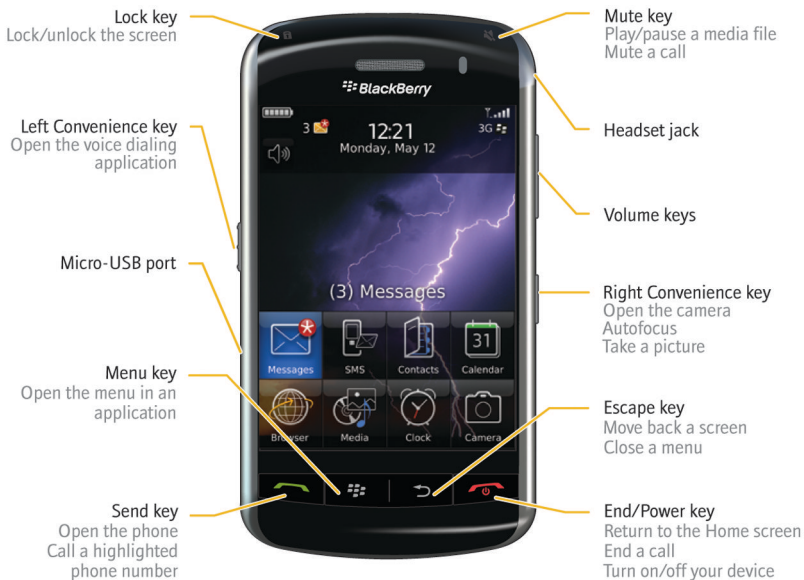 Lock key
Lock/unlock the screen
Mute key
Play/pause a media file
Mute a call
BlackBerry
3
12:21
3G
Monday, May 12
Left Convenience key
Open the voice dialing
application
Headset jack
Volume keys
Micro-USB port
(3) Messages
Right Convenience key
Open the camera
Autofocus
Take a picture
31
Messages
SMS
Contacts
Calendar
Menu key
Open the menu in an
application
Browser
Media
Clock
Camera
Escape key
Move back a screen
Close a menu
Send key
Open the phone
Call a highlighted
phone number
End/Power key
Return to the Home screen
End a call
Turn on/off your device